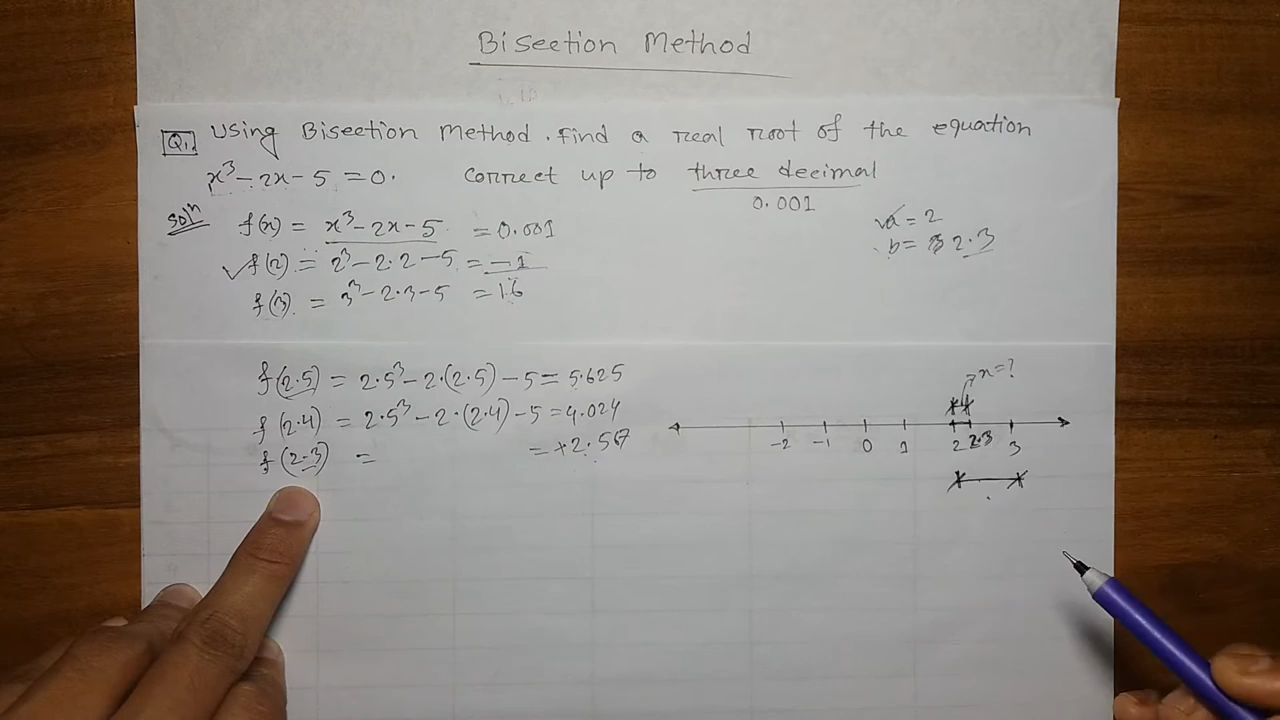 Bisection Method
Q1. Using Bisection Method. Find a real root of the equation
x³ - 2x - 5 = 0. correct up to three decimal
0.001
Solⁿ f(x) = x³ - 2x - 5 = 0.001
f(2) = 2³ - 2.2 - 5 = -1
f(3) = 3³ - 2.3 - 5 = 16
a = 2
b = 2.3
f(2.5) = 2.5³ - 2.(2.5) - 5 = 5.625
f(2.4) = 2.5³ - 2.(2.4) - 5 = 4.024
f(2.3) = = +2.567
x = ?
-2 -1 0 1 2 2.3 3